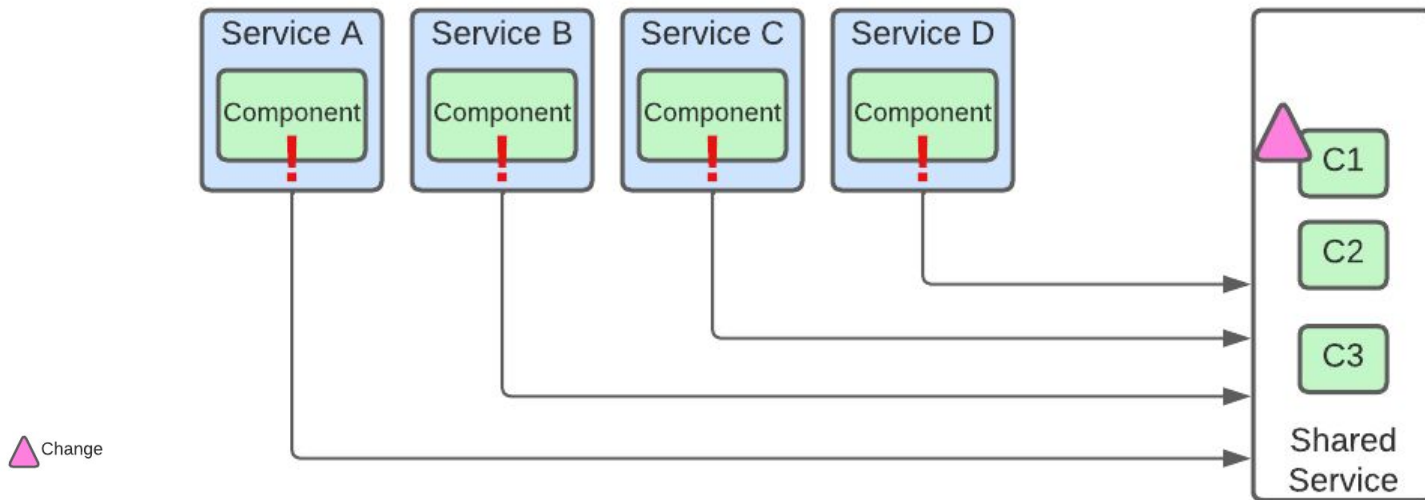 Service A
Service B
Service C
Service D
Component
!
Component
!
Component
!
Component
!
C1
C2
C3
Shared
Service
Change